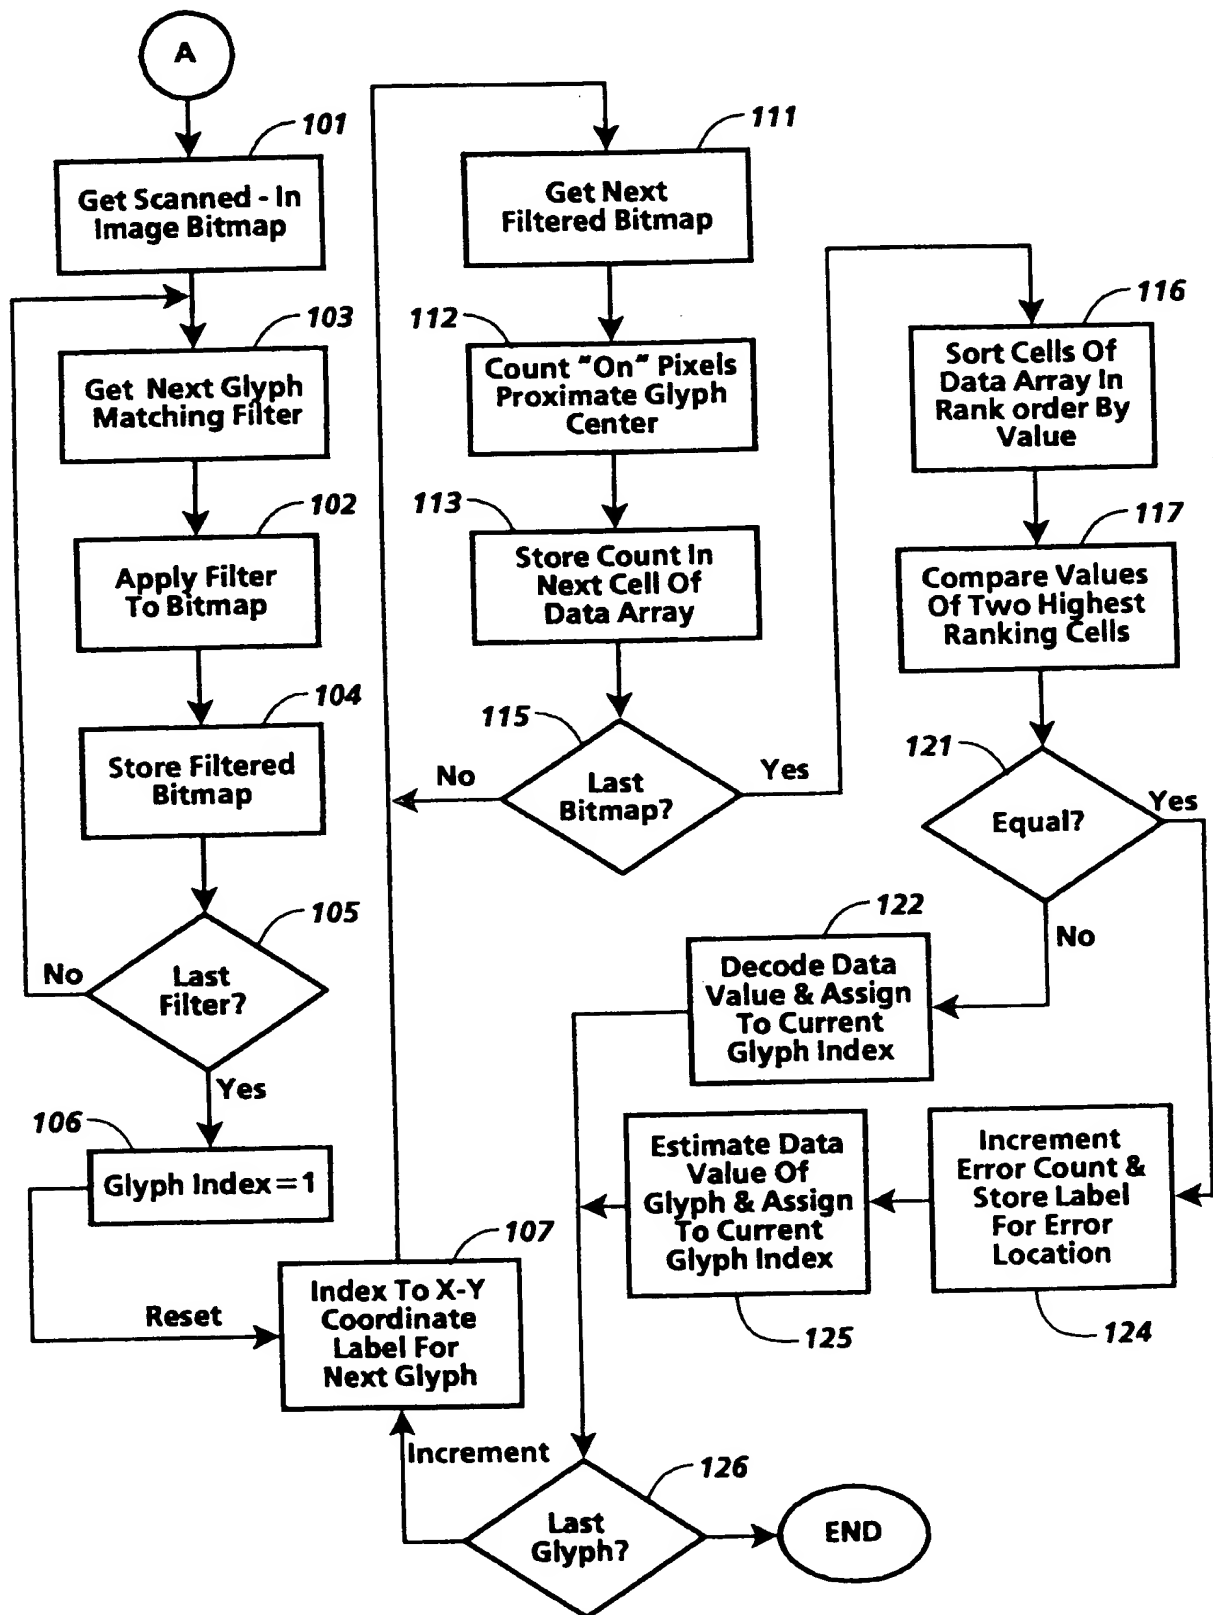 A
101
Get Scanned - In
Image Bitmap
103
Get Next Glyph
Matching Filter
102
Apply Filter
To Bitmap
104
Store Filtered
Bitmap
105
Last
Filter?
No
Yes
106
Glyph Index=1
Reset
107
Index To X-Y
Coordinate
Label For
Next Glyph
111
Get Next
Filtered Bitmap
112
Count "On" Pixels
Proximate Glyph
Center
113
Store Count In
Next Cell Of
Data Array
115
Last
Bitmap?
No
Yes
116
Sort Cells Of
Data Array In
Rank order By
Value
117
Compare Values
Of Two Highest
Ranking Cells
121
Equal?
Yes
No
122
Decode Data
Value & Assign
To Current
Glyph Index
Increment
Error Count &
Store Label
For Error
Location
124
Estimate Data
Value Of
Glyph & Assign
To Current
Glyph Index
125
126
Last
Glyph?
Increment
END